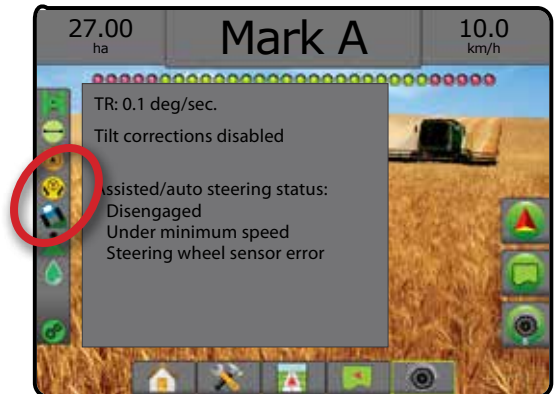 27.00
ha
Mark A
10.0
km/h
TR: 0.1 deg/sec.
Tilt corrections disabled
Assisted/auto steering status:
Disengaged
Under minimum speed
Steering wheel sensor error